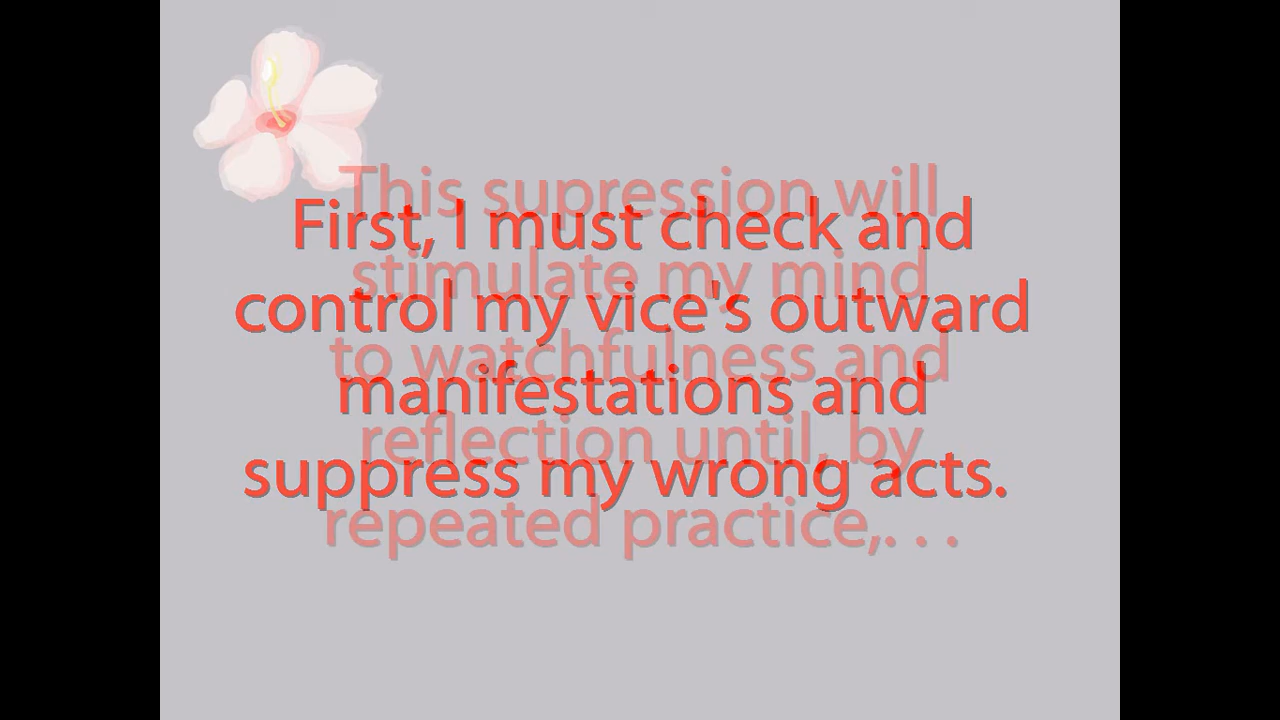 First, I must check and
control my vice's outward
manifestations and
suppress my wrong acts.
This supression will
stimulate my mind
to watchfulness and
reflection until, by
repeated practice,. . .